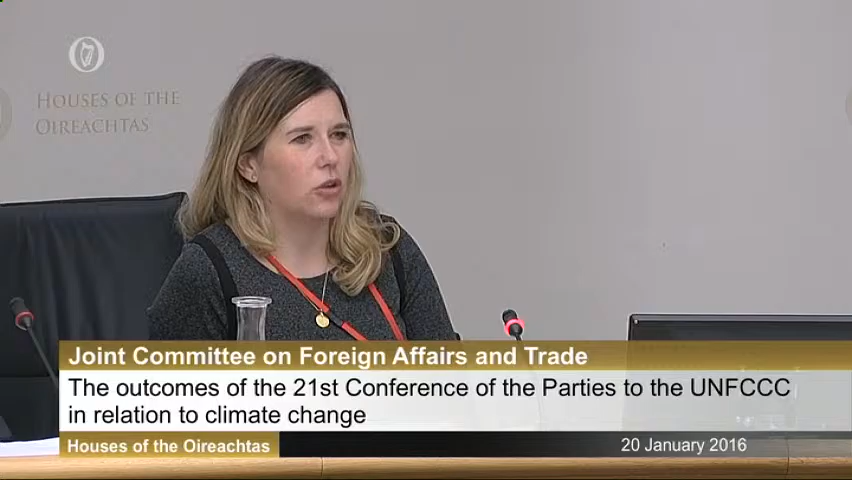 HOUSES OF THE
OIREACHTAS
Joint Committee on Foreign Affairs and Trade
The outcomes of the 21st Conference of the Parties to the UNFCCC
in relation to climate change
Houses of the Oireachtas
20 January 2016